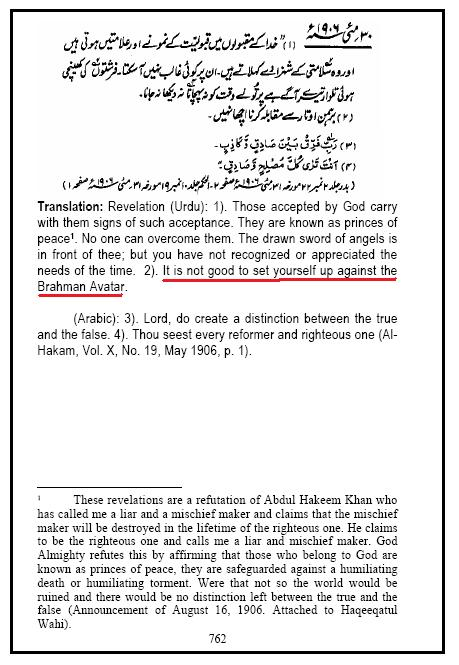 ۳۰ مئی ۱۹۰۶ء
(۱) "خدا کے مقبولوں میں قبولیت کے نمونے اور علامتیں ہوتی ہیں
اور وہ سلامتی کے شہزادے کہلاتے ہیں۔ ان پر کوئی غالب نہیں آ سکتا۔ فرشتوں کی کھینچی
ہوئی تلوار تیرے آگے ہے پر تُو نے وقت کو نہ پہچانا نہ دیکھا نہ جانا۔
(۲) برہمن اوتار سے مقابلہ کرنا اچھا نہیں۔
(۳) رَبِّ فَرِّقْ بَيْنَ صَادِقٍ وَّكَاذِبٍ۔
(۴) اَنْتَ تَرٰى كُلَّ مُصْلِحٍ وَّصَادِقٍ۔"
(بدر جلد ۲ نمبر ۲۲ مورخہ ۳۱ مئی ۱۹۰۶ء صفحہ ۲۔ الحکم جلد ۱۰ نمبر ۱۹ مورخہ ۳۱ مئی ۱۹۰۶ء صفحہ ۱)
Translation: Revelation (Urdu): 1). Those accepted by God carry
with them signs of such acceptance. They are known as princes of
peace¹. No one can overcome them. The drawn sword of angels is
in front of thee; but you have not recognized or appreciated the
needs of the time. 2). It is not good to set yourself up against the
Brahman Avatar.
(Arabic): 3). Lord, do create a distinction between the true
and the false. 4). Thou seest every reformer and righteous one (Al-
Hakam, Vol. X, No. 19, May 1906, p. 1).
¹ These revelations are a refutation of Abdul Hakeem Khan who
has called me a liar and a mischief maker and claims that the mischief
maker will be destroyed in the lifetime of the righteous one. He claims
to be the righteous one and calls me a liar and mischief maker. God
Almighty refutes this by affirming that those who belong to God are
known as princes of peace, they are safeguarded against a humiliating
death or humiliating torment. Were that not so the world would be
ruined and there would be no distinction left between the true and the
false (Announcement of August 16, 1906. Attached to Haqeeqatul
Wahi).
762